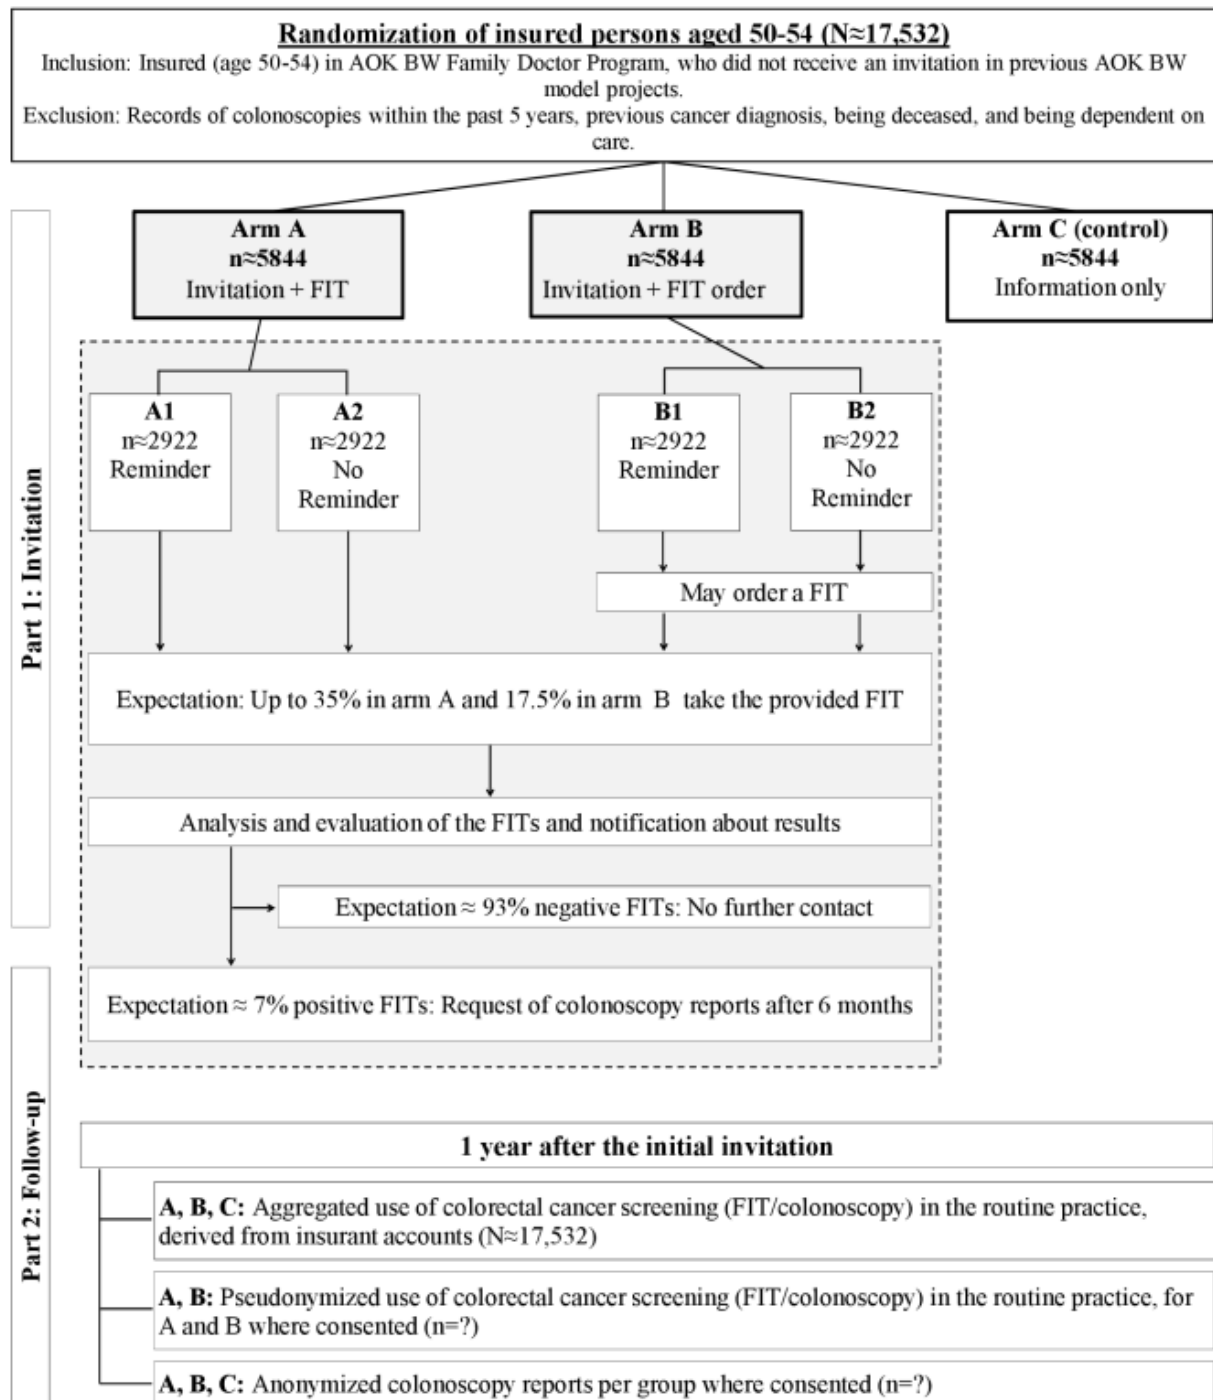 Randomization of insured persons aged 50-54 (N≈17,532)
Inclusion: Insured (age 50-54) in AOK BW Family Doctor Program, who did not receive an invitation in previous AOK BW
model projects.
Exclusion: Records of colonoscopies within the past 5 years, previous cancer diagnosis, being deceased, and being dependent on
care.
Part 1: Invitation
Arm A
n≈5844
Invitation + FIT
Arm B
n≈5844
Invitation + FIT order
Arm C (control)
n≈5844
Information only
A1
n≈2922
Reminder
A2
n≈2922
No
Reminder
B1
n≈2922
Reminder
B2
n≈2922
No
Reminder
May order a FIT
Expectation: Up to 35% in arm A and 17.5% in arm B take the provided FIT
Analysis and evaluation of the FITs and notification about results
Expectation ≈ 93% negative FITs: No further contact
Part 2: Follow-up
Expectation ≈ 7% positive FITs: Request of colonoscopy reports after 6 months
1 year after the initial invitation
A, B, C: Aggregated use of colorectal cancer screening (FIT/colonoscopy) in the routine practice,
derived from insurant accounts (N≈17,532)
A, B: Pseudonymized use of colorectal cancer screening (FIT/colonoscopy) in the routine practice, for
A and B where consented (n=?)
A, B, C: Anonymized colonoscopy reports per group where consented (n=?)